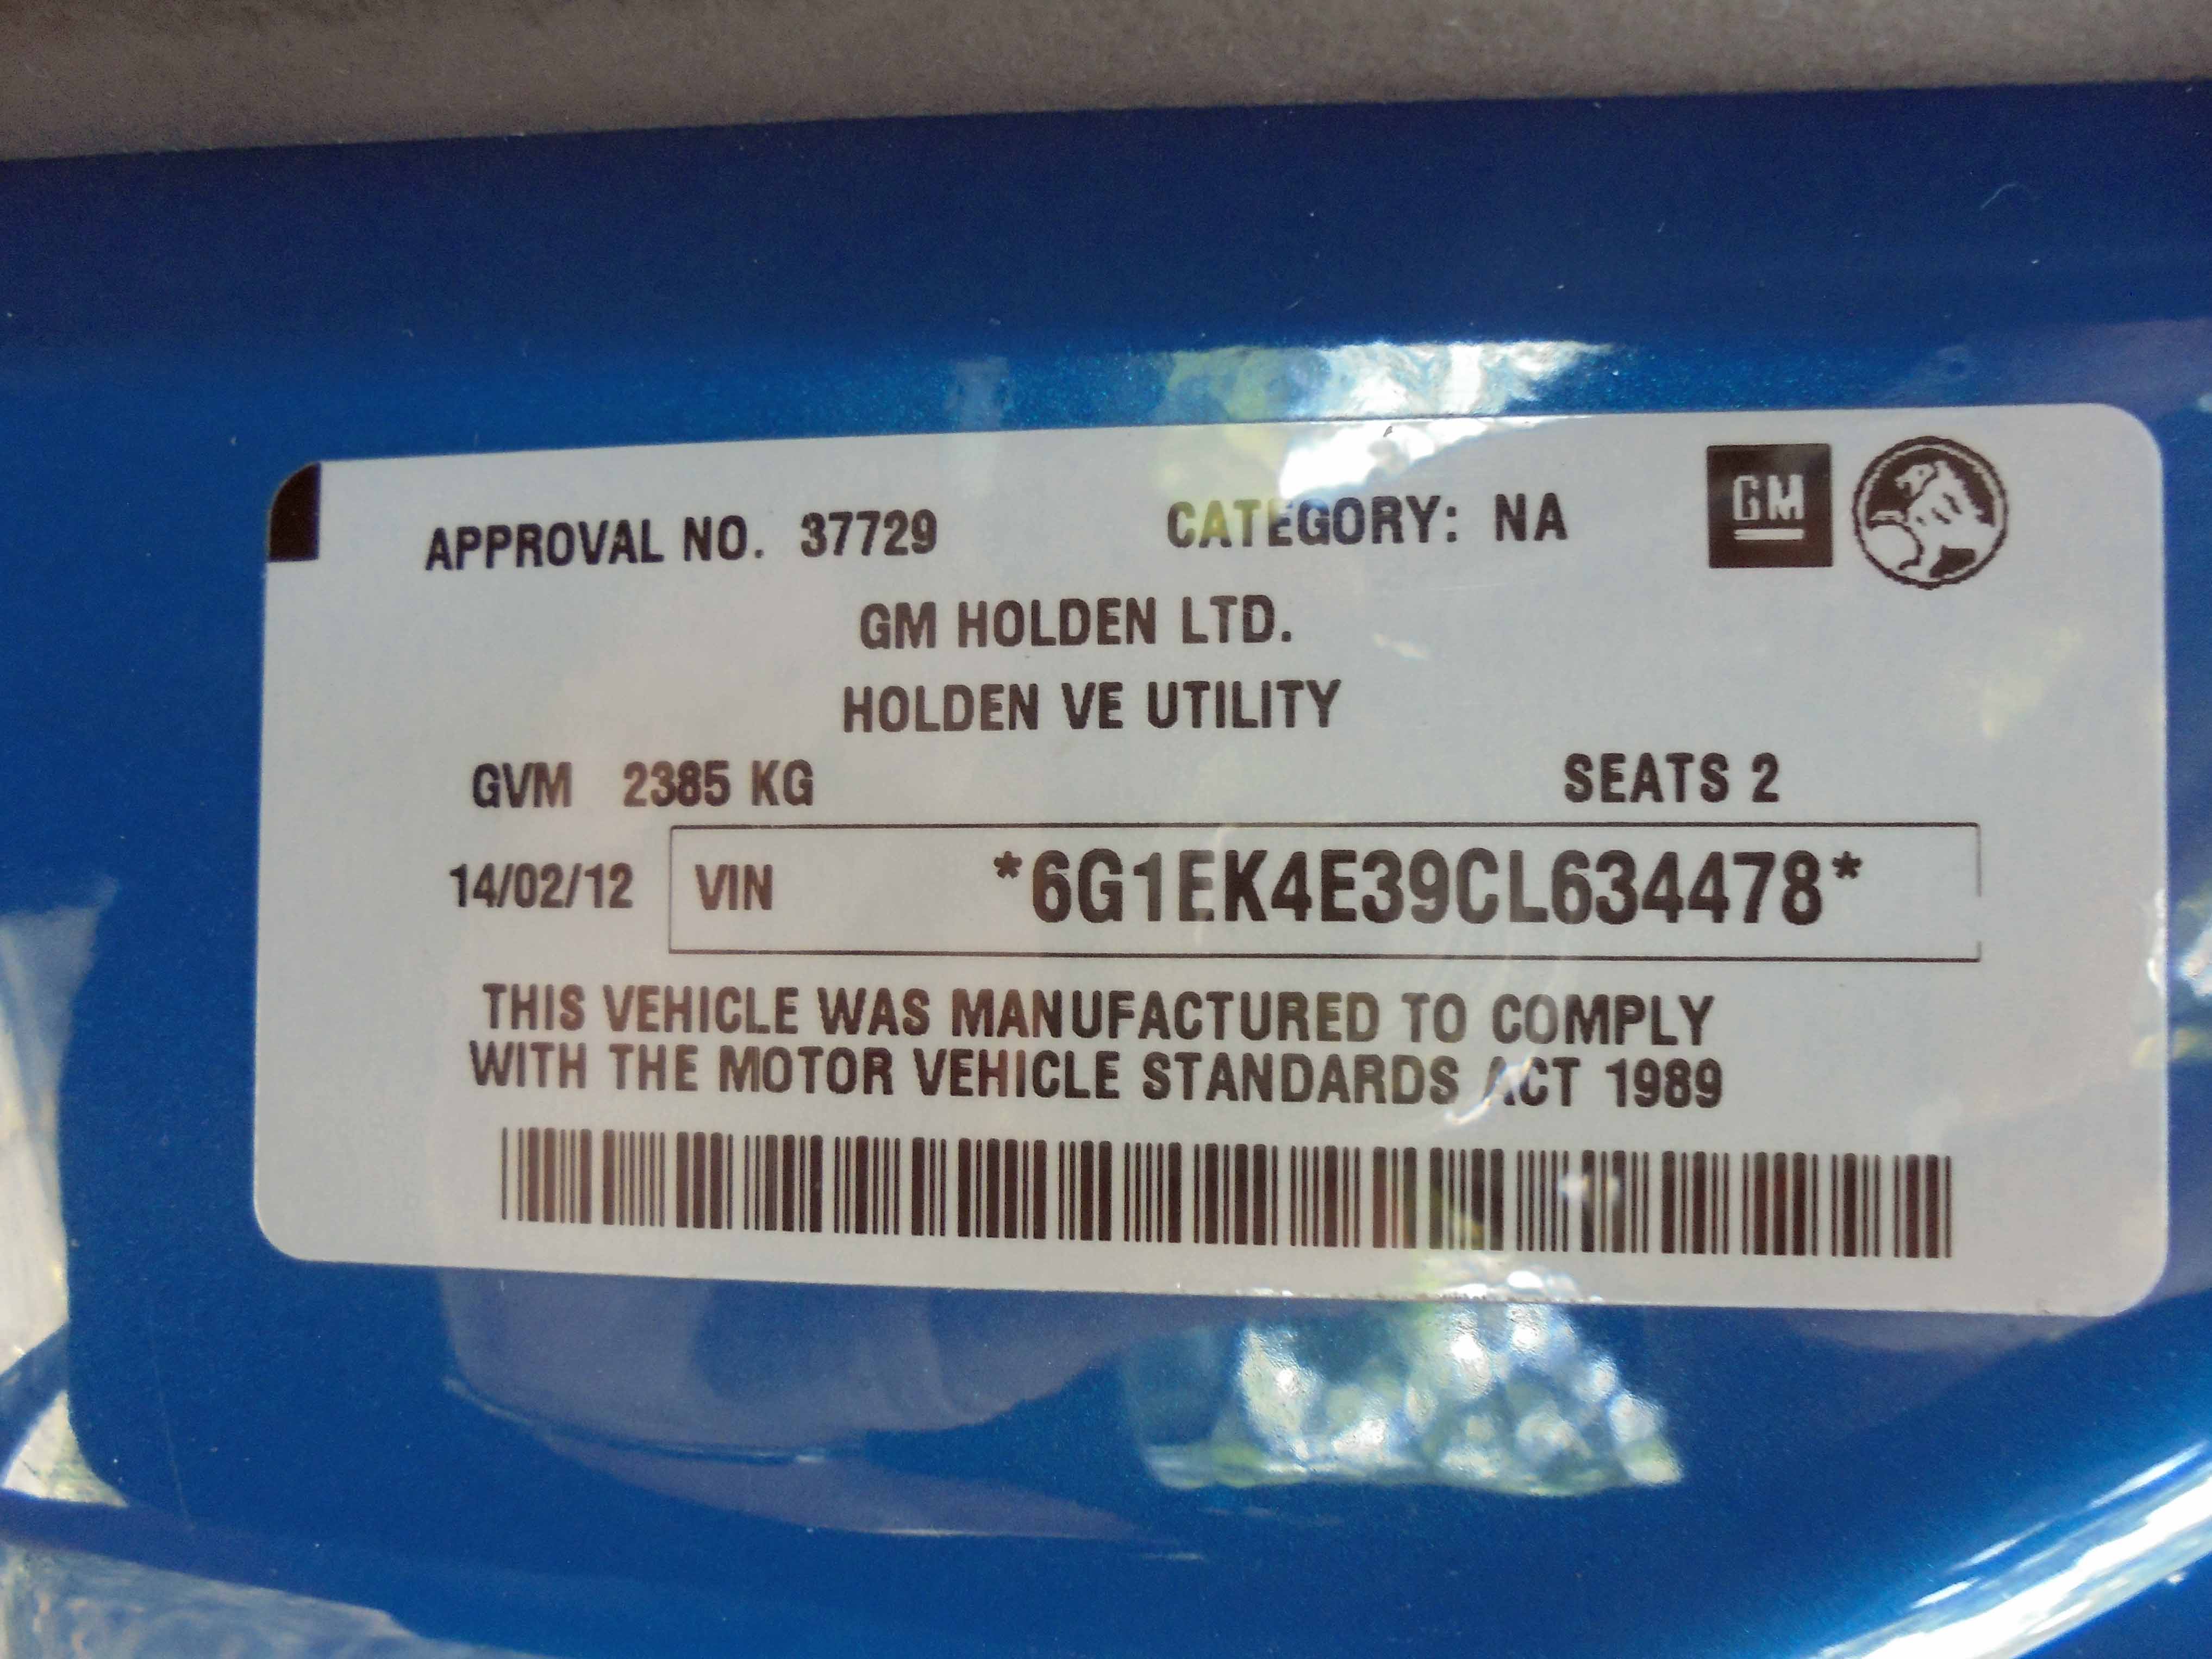 APPROVAL NO. 37729 CATEGORY: NA GM
GM HOLDEN LTD.
HOLDEN VE UTILITY
GVM 2385 KG SEATS 2
14/02/12 VIN *6G1EK4E39CL634478*
THIS VEHICLE WAS MANUFACTURED TO COMPLY
WITH THE MOTOR VEHICLE STANDARDS ACT 1989